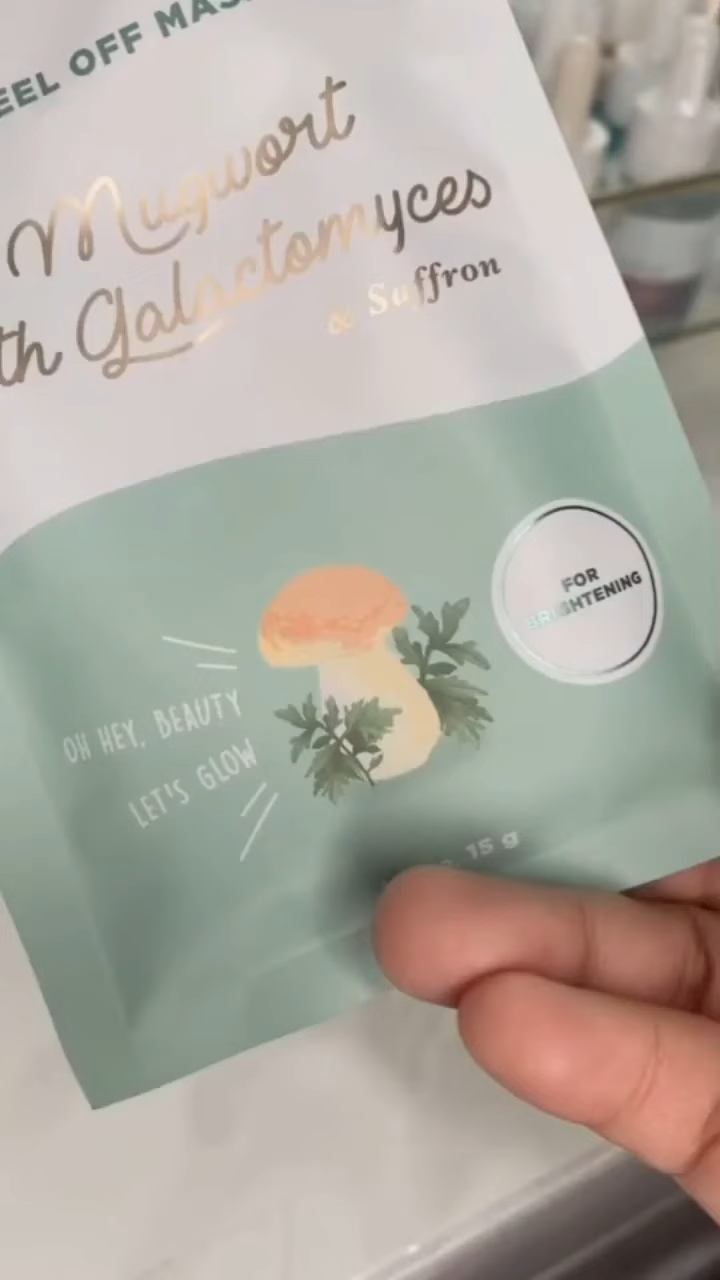 EEL OFF MAS
Mugwort
th Galactomyces
& Saffron
FOR
BRIGHTENING
OH HEY, BEAUTY
LET'S GLOW
15 g